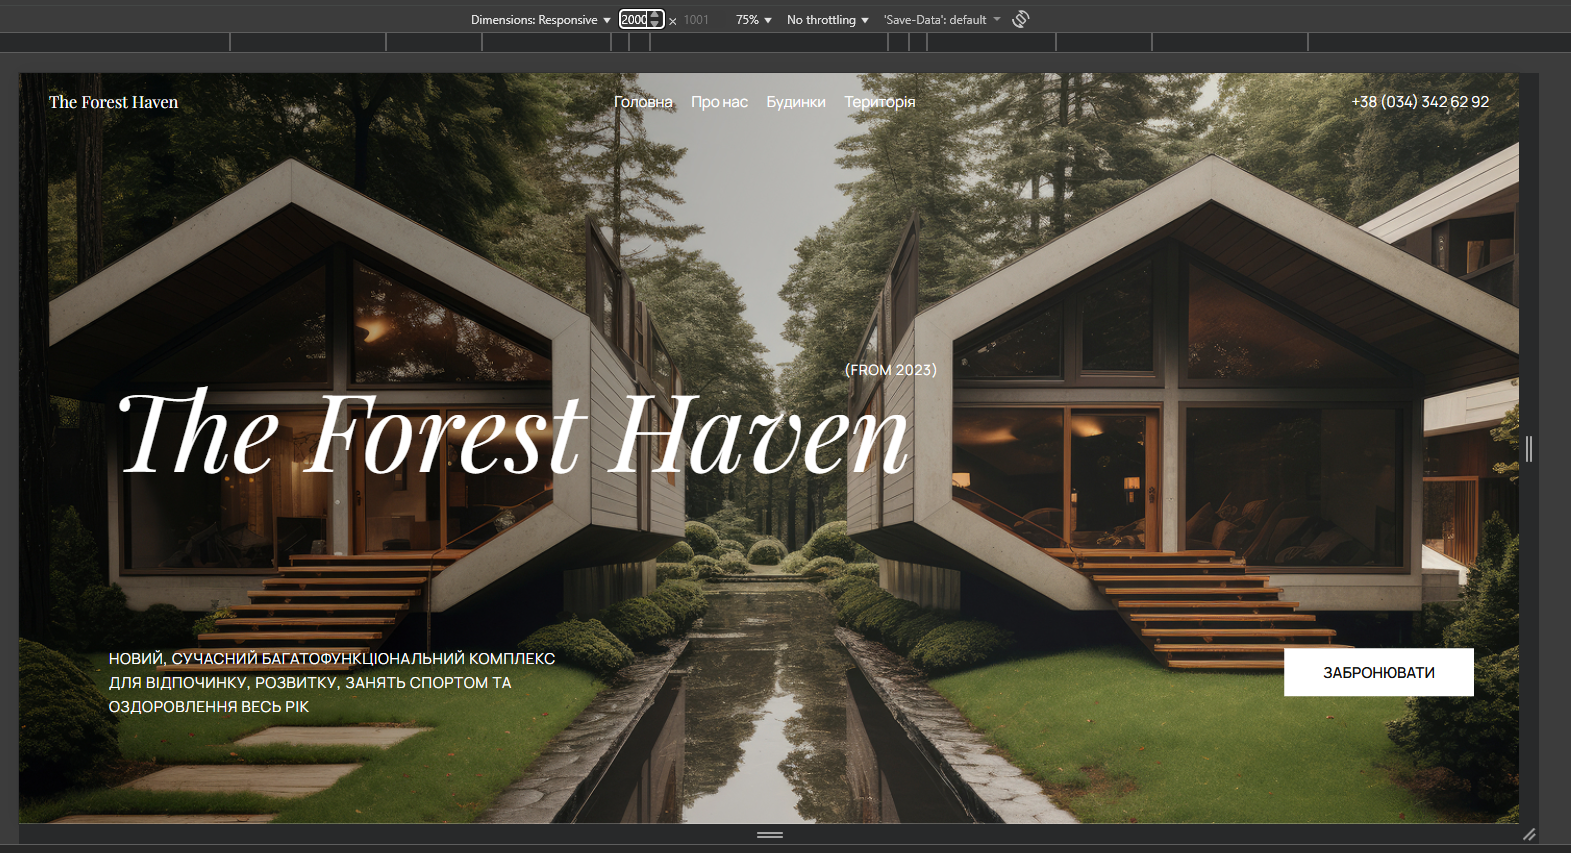 Dimensions: Responsive 2000 × 1001 75% No throttling 'Save-Data': default
The Forest Haven Головна Про нас Будинки Територія +38 (034) 342 62 92
(FROM 2023)
The Forest Haven
НОВИЙ, СУЧАСНИЙ БАГАТОФУНКЦІОНАЛЬНИЙ КОМПЛЕКС
ДЛЯ ВІДПОЧИНКУ, РОЗВИТКУ, ЗАНЯТЬ СПОРТОМ ТА
ОЗДОРОВЛЕННЯ ВЕСЬ РІК
ЗАБРОНЮВАТИ